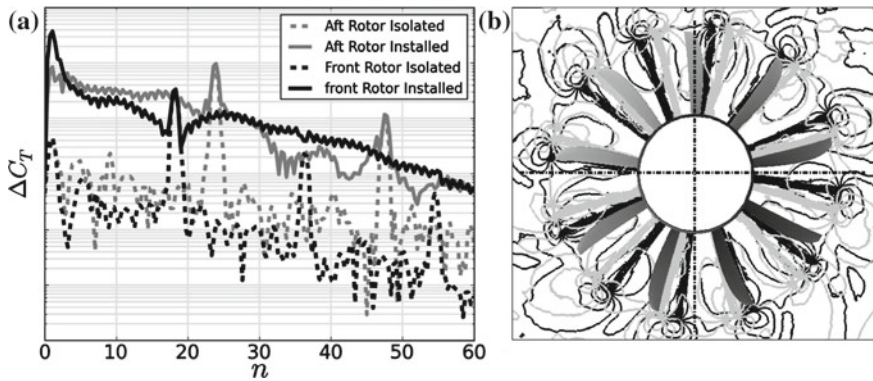 (a)
Aft Rotor Isolated
Aft Rotor Installed
Front Rotor Isolated
front Rotor Installed
ΔC_T
0 10 20 30 40 50 60
n
(b)